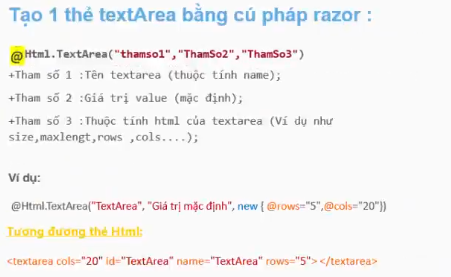 Tạo 1 thẻ textArea bằng cú pháp razor :
@Html.TextArea("thamso1","ThamSo2","ThamSo3")
+Tham số 1 :Tên textarea (thuộc tính name);
+Tham số 2 :Giá trị value (mặc định);
+Tham số 3 :Thuộc tính html của textarea (Ví dụ như
size,maxlengt,rows ,cols....);
Ví dụ:
@Html.TextArea("TextArea", "Giá trị mặc định", new { @rows="5",@cols="20"})
Tương đương thẻ Html:
<textarea cols="20" id="TextArea" name="TextArea" rows="5"></textarea>